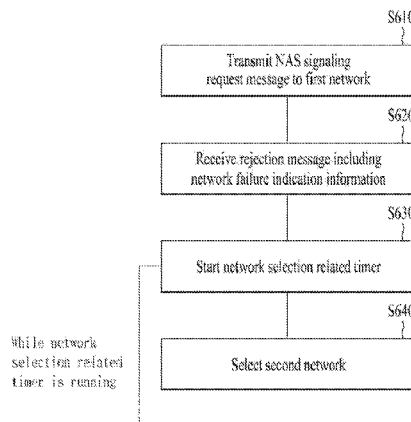 S610
Transmit NAS signaling
request message to first network
S620
Receive rejection message including
network failure indication information
S630
Start network selection related timer
S640
Select second network
While network
selection related
timer is running